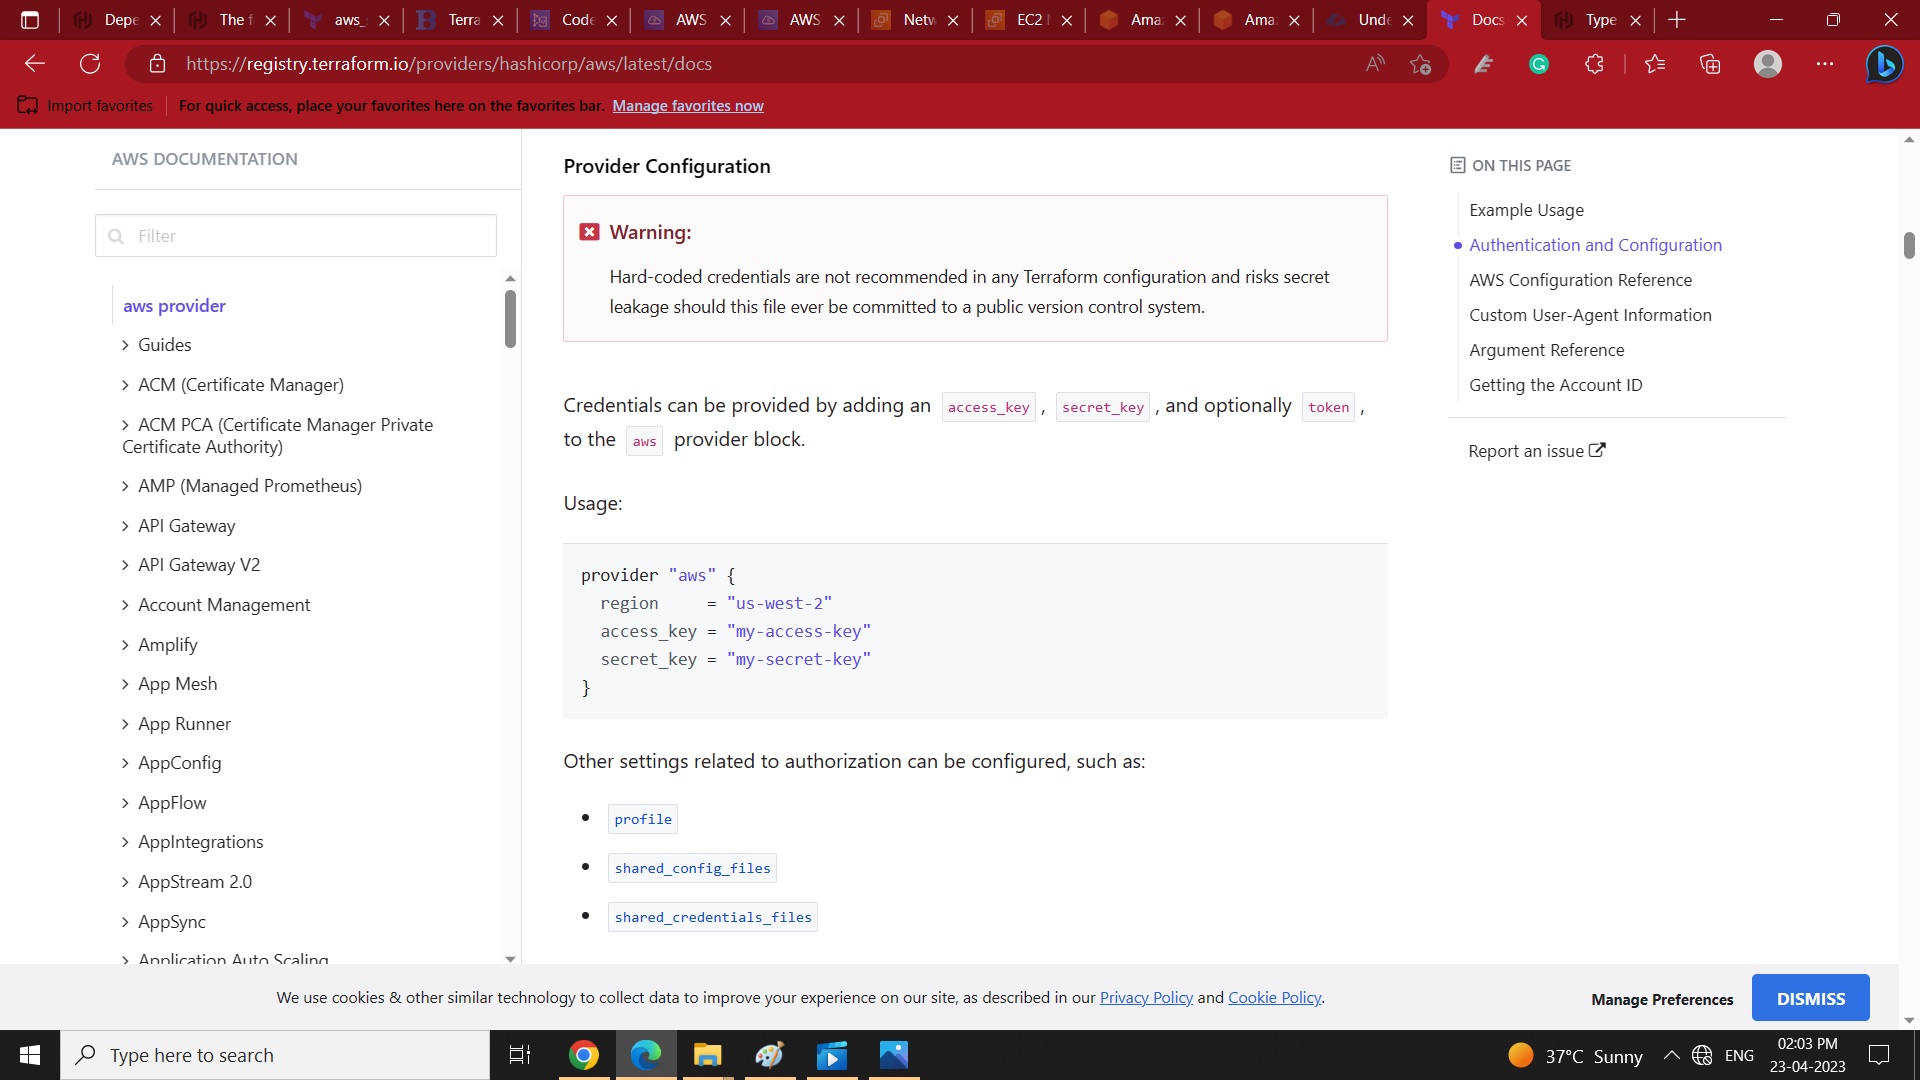 Depe
The f
aws_
Terra
Code
AWS
AWS
Netw
EC2
Ama
Ama
Unde
Docs
Type
https://registry.terraform.io/providers/hashicorp/aws/latest/docs
Import favorites
For quick access, place your favorites here on the favorites bar. Manage favorites now
AWS DOCUMENTATION
Filter
aws provider
Guides
ACM (Certificate Manager)
ACM PCA (Certificate Manager Private
Certificate Authority)
AMP (Managed Prometheus)
API Gateway
API Gateway V2
Account Management
Amplify
App Mesh
App Runner
AppConfig
AppFlow
AppIntegrations
AppStream 2.0
AppSync
Application Auto Scaling
Provider Configuration
Warning:
Hard-coded credentials are not recommended in any Terraform configuration and risks secret
leakage should this file ever be committed to a public version control system.
Credentials can be provided by adding an access_key , secret_key , and optionally token ,
to the aws provider block.
Usage:
provider "aws" {
region = "us-west-2"
access_key = "my-access-key"
secret_key = "my-secret-key"
}
Other settings related to authorization can be configured, such as:
profile
shared_config_files
shared_credentials_files
ON THIS PAGE
Example Usage
Authentication and Configuration
AWS Configuration Reference
Custom User-Agent Information
Argument Reference
Getting the Account ID
Report an issue
We use cookies & other similar technology to collect data to improve your experience on our site, as described in our Privacy Policy and Cookie Policy.
Manage Preferences
DISMISS
Type here to search
37°C Sunny
ENG
02:03 PM
23-04-2023